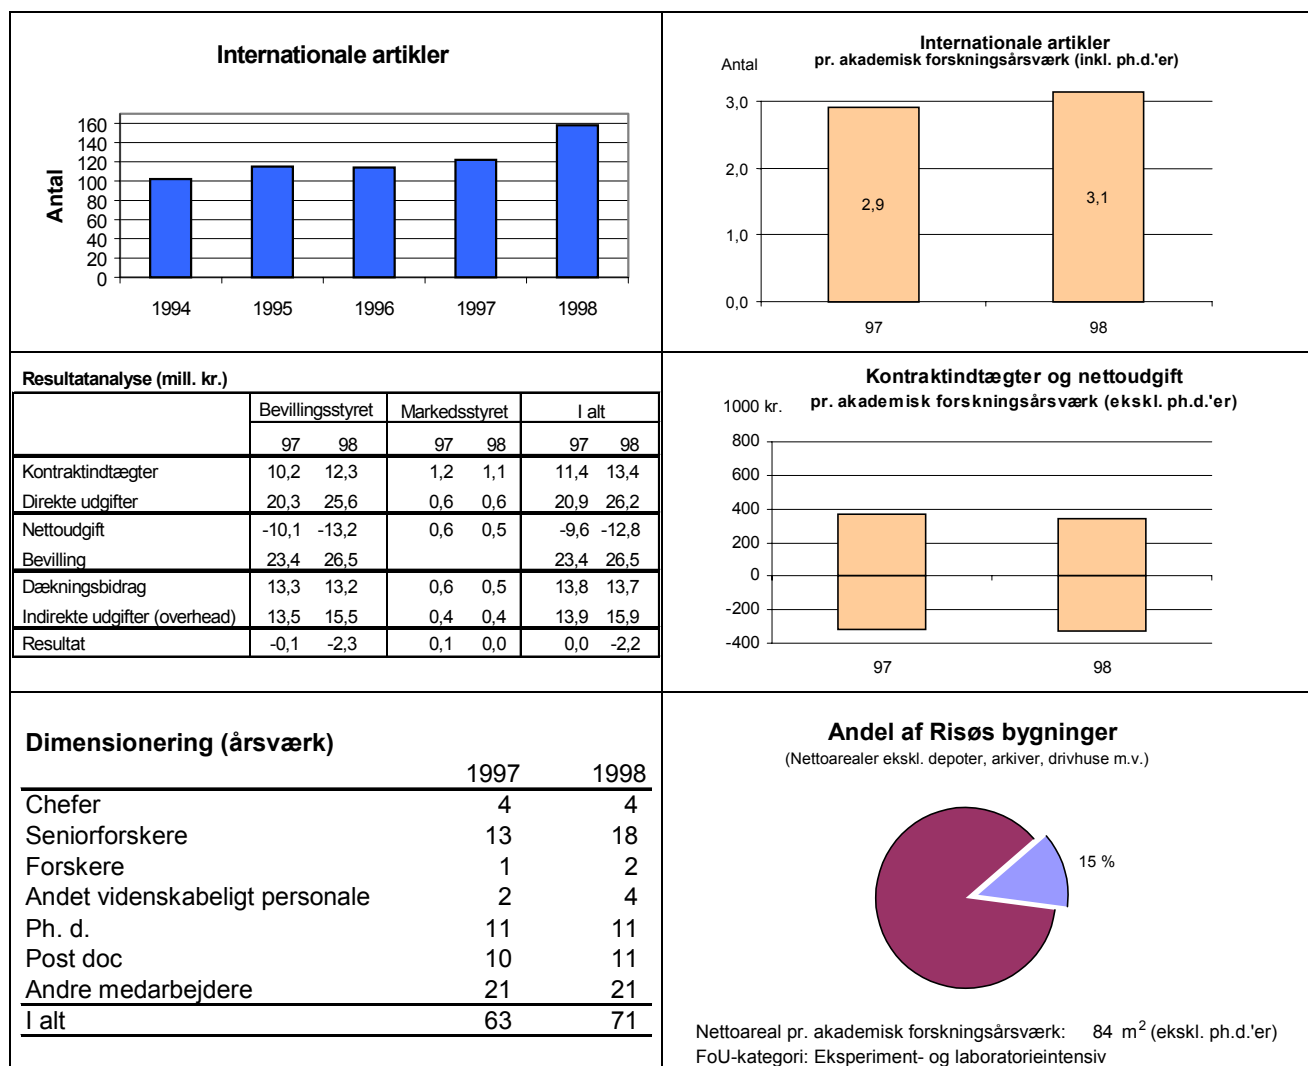 Internationale artikler
Antal
160
140
120
100
80
60
40
20
0
1994 1995 1996 1997 1998
Internationale artikler
pr. akademisk forskningsårsværk (inkl. ph.d.'er)
Antal
3,0
2,0
1,0
0,0
2,9 3,1
97 98
Resultatanalyse (mill. kr.)
Bevillingsstyret Markedsstyret I alt
97 98 97 98 97 98
Kontraktindtægter 10,2 12,3 1,2 1,1 11,4 13,4
Direkte udgifter 20,3 25,6 0,6 0,6 20,9 26,2
Nettoudgift -10,1 -13,2 0,6 0,5 -9,6 -12,8
Bevilling 23,4 26,5 23,4 26,5
Dækningsbidrag 13,3 13,2 0,6 0,5 13,8 13,7
Indirekte udgifter (overhead) 13,5 15,5 0,4 0,4 13,9 15,9
Resultat -0,1 -2,3 0,1 0,0 0,0 -2,2
Kontraktindtægter og nettoudgift
pr. akademisk forskningsårsværk (ekskl. ph.d.'er)
1000 kr.
800
600
400
200
0
-200
-400
97 98
Dimensionering (årsværk)
1997 1998
Chefer 4 4
Seniorforskere 13 18
Forskere 1 2
Andet videnskabeligt personale 2 4
Ph. d. 11 11
Post doc 10 11
Andre medarbejdere 21 21
I alt 63 71
Andel af Risøs bygninger
(Nettoarealer ekskl. depoter, arkiver, drivhuse m.v.)
15 %
Nettoareal pr. akademisk forskningsårsværk: 84 m² (ekskl. ph.d.'er)
FoU-kategori: Eksperiment- og laboratorieintensiv